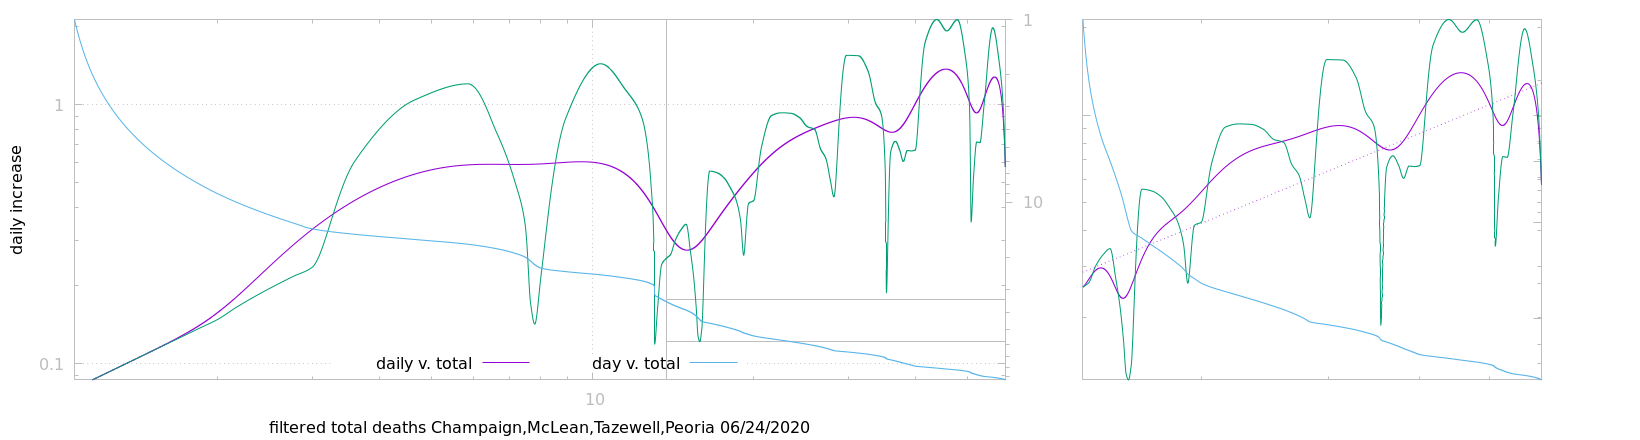 1
1
daily increase
10
0.1
daily v. total
day v. total
10
filtered total deaths Champaign,McLean,Tazewell,Peoria 06/24/2020